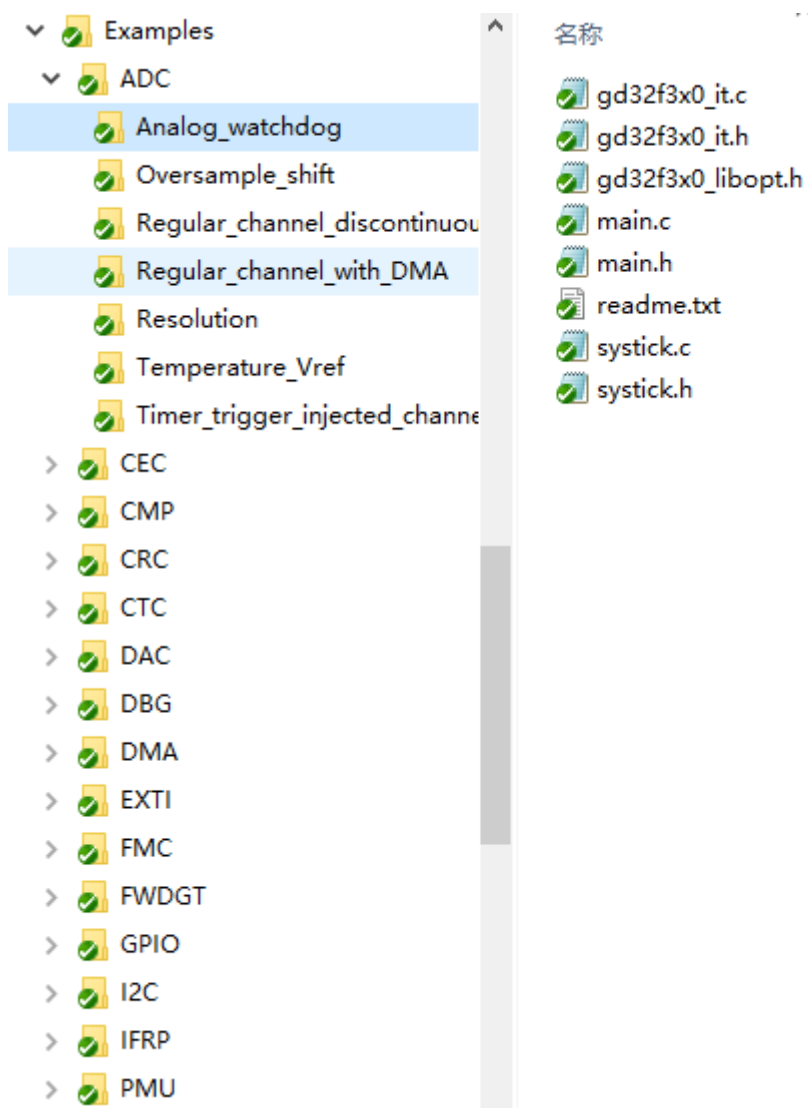 Examples
ADC
Analog_watchdog
Oversample_shift
Regular_channel_discontinuou
Regular_channel_with_DMA
Resolution
Temperature_Vref
Timer_trigger_injected_channe
CEC
CMP
CRC
CTC
DAC
DBG
DMA
EXTI
FMC
FWDGT
GPIO
I2C
IFRP
PMU
名称
gd32f3x0_it.c
gd32f3x0_it.h
gd32f3x0_libopt.h
main.c
main.h
readme.txt
systick.c
systick.h